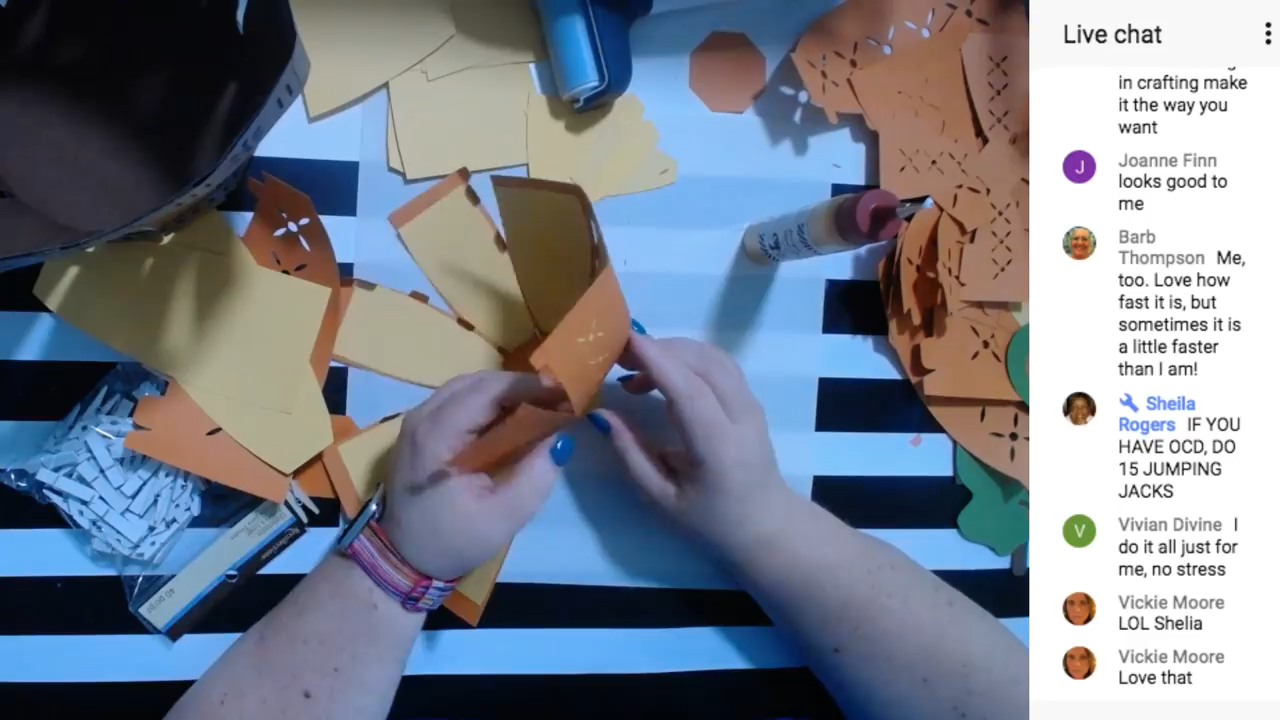 Live chat
in crafting make
it the way you
want
J
Joanne Finn
looks good to
me
Barb
Thompson Me,
too. Love how
fast it is, but
sometimes it is
a little faster
than I am!
Sheila
Rogers IF YOU
HAVE OCD, DO
15 JUMPING
JACKS
V
Vivian Divine I
do it all just for
me, no stress
Vickie Moore
LOL Shelia
Vickie Moore
Love that